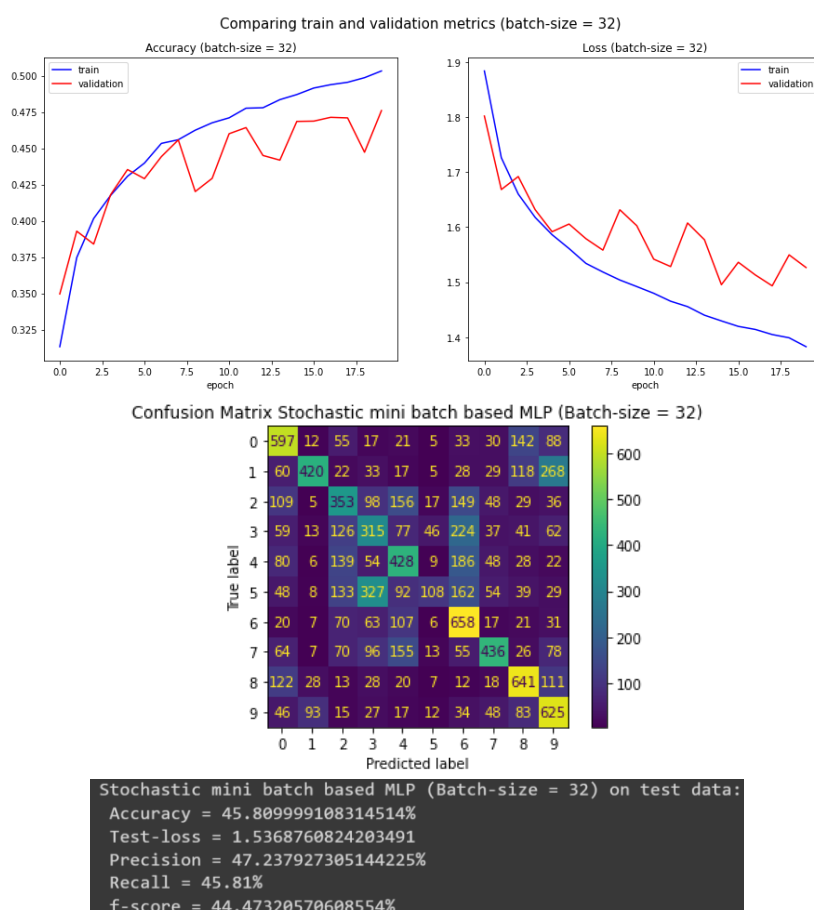 Comparing train and validation metrics (batch-size = 32)
Accuracy (batch-size = 32)
train
validation
0.500
0.475
0.450
0.425
0.400
0.375
0.350
0.325
0.0 2.5 5.0 7.5 10.0 12.5 15.0 17.5
epoch
Loss (batch-size = 32)
train
validation
1.9
1.8
1.7
1.6
1.5
1.4
0.0 2.5 5.0 7.5 10.0 12.5 15.0 17.5
epoch
Confusion Matrix Stochastic mini batch based MLP (Batch-size = 32)
True label
0 597 12 55 17 21 5 33 30 142 88
1 60 420 22 33 17 5 28 29 118 268
2 109 5 353 98 156 17 149 48 29 36
3 59 13 126 315 77 46 224 37 41 62
4 80 6 139 54 428 9 186 48 28 22
5 48 8 133 327 92 108 162 54 39 29
6 20 7 70 63 107 6 658 17 21 31
7 64 7 70 96 155 13 55 436 26 78
8 122 28 13 28 20 7 12 18 641 111
9 46 93 15 27 17 12 34 48 83 625
0 1 2 3 4 5 6 7 8 9
Predicted label
600
500
400
300
200
100
Stochastic mini batch based MLP (Batch-size = 32) on test data:
Accuracy = 45.809999108314514%
Test-loss = 1.5368760824203491
Precision = 47.237927305144225%
Recall = 45.81%
f-score = 44.47320570608554%